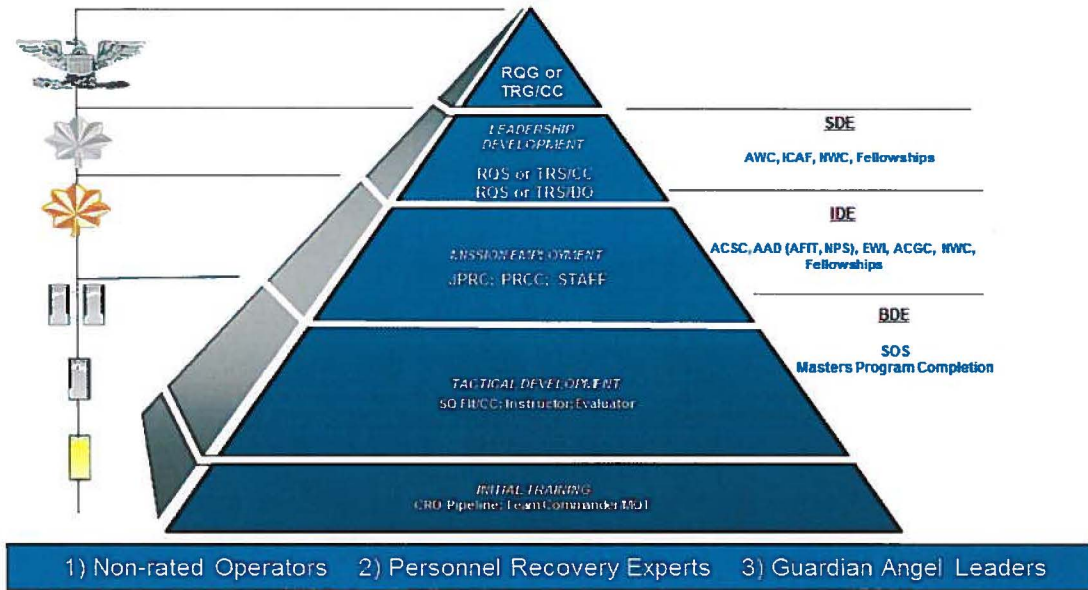 RQG or
TRG/CC
LEADERSHIP
DEVELOPMENT
RQS or TRS/CC
RQS or TRS/DO
MISSION EMPLOYMENT
JPRC; PRCC; STAFF
TACTICAL DEVELOPMENT
SQ Flt/CC; Instructor; Evaluator
INITIAL TRAINING
CRO Pipeline; Team Commander MQT
SDE
AWC, ICAF, NWC, Fellowships
IDE
ACSC, AAD (AFIT, NPS), EWI, ACGC, NWC,
Fellowships
BDE
SOS
Masters Program Completion
1) Non-rated Operators 2) Personnel Recovery Experts 3) Guardian Angel Leaders